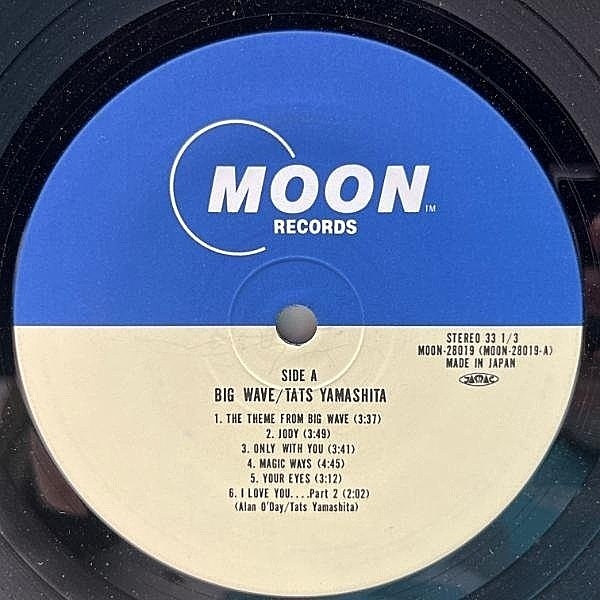 MOON
TM
RECORDS
STEREO 33 1/3
MOON-28019 (MOON-28019-A)
MADE IN JAPAN
JASRAC
SIDE A
BIG WAVE/TATS YAMASHITA
1. THE THEME FROM BIG WAVE (3:37)
2. JODY (3:49)
3. ONLY WITH YOU (3:41)
4. MAGIC WAYS (4:45)
5. YOUR EYES (3:12)
6. I LOVE YOU....Part 2 (2:02)
(Alan O'Day/Tats Yamashita)